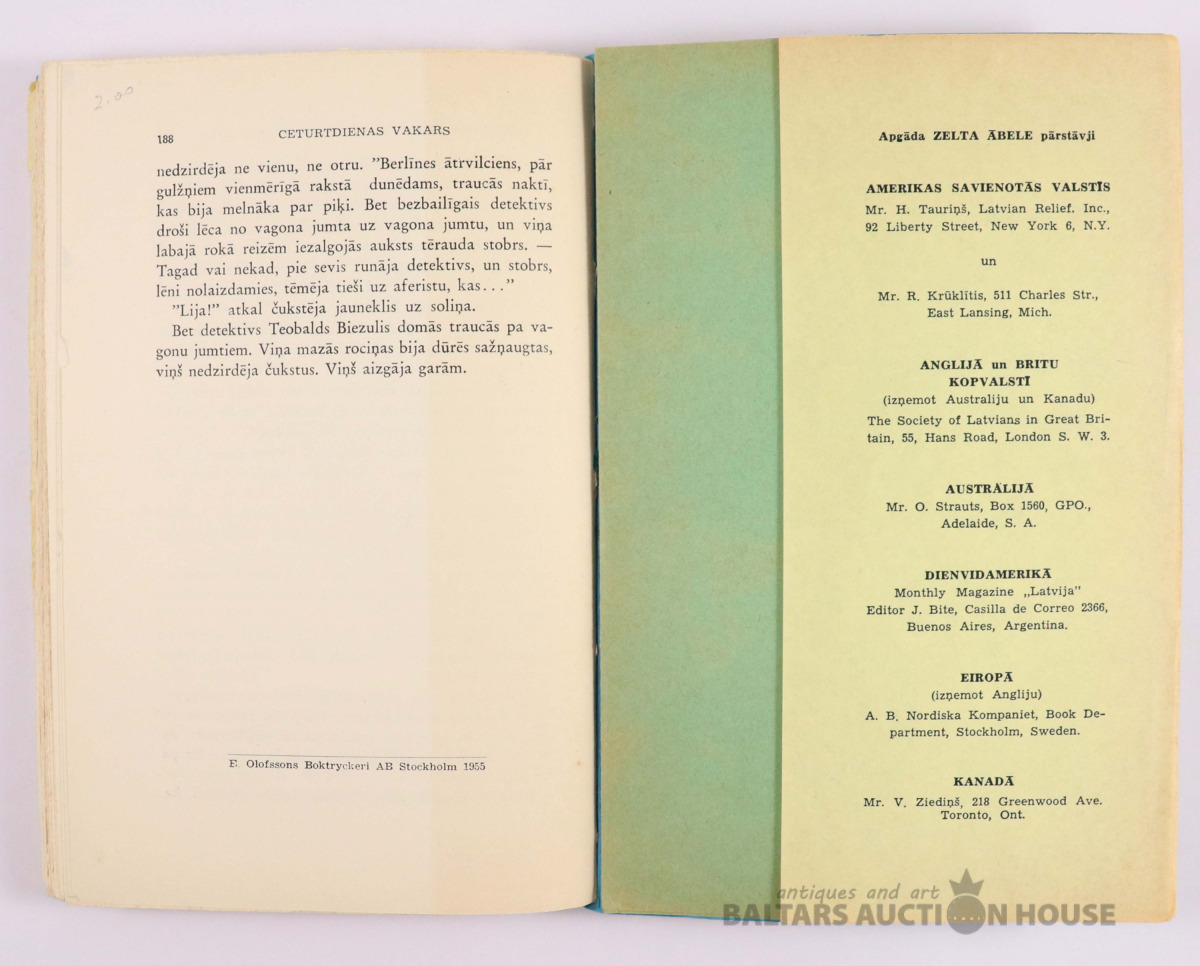 2.00
188 CETURTDIENAS VAKARS
nedzirdēja ne vienu, ne otru. ”Berlīnes ātrvilciens, pār
gulžņiem vienmērīgā rakstā dunēdams, traucās naktī,
kas bija melnāka par piķi. Bet bezbailīgais detektivs
droši lēca no vagona jumta uz vagona jumtu, un viņa
labajā rokā reizēm iezalgojās auksts tērauda stobrs. —
Tagad vai nekad, pie sevis runāja detektivs, un stobrs,
lēni nolaizdamies, tēmēja tieši uz aferistu, kas...”
”Lija!” atkal čukstēja jauneklis uz soliņa.
Bet detektivs Teobalds Biezulis domās traucās pa va-
gonu jumtiem. Viņa mazās rociņas bija dūrēs sažņaugtas,
viņš nedzirdēja čukstus. Viņš aizgāja garām.
E. Olofssons Boktryckeri AB Stockholm 1955
Apgāda ZELTA ĀBELE pārstāvji
AMERIKAS SAVIENOTĀS VALSTĪS
Mr. H. Tauriņš, Latvian Relief. Inc.,
92 Liberty Street, New York 6, N.Y.
un
Mr. R. Krūklītis, 511 Charles Str.,
East Lansing, Mich.
ANGLIJĀ un BRITU
KOPVALSTĪ
(izņemot Australiju un Kanadu)
The Society of Latvians in Great Bri-
tain, 55, Hans Road, London S. W. 3.
AUSTRĀLIJĀ
Mr. O. Strauts, Box 1560, GPO.,
Adelaide, S. A.
DIENVIDAMERIKĀ
Monthly Magazine „Latvija”
Editor J. Bite, Casilla de Correo 2366,
Buenos Aires, Argentina.
EIROPĀ
(izņemot Angliju)
A. B. Nordiska Kompaniet, Book De-
partment, Stockholm, Sweden.
KANADĀ
Mr. V. Ziediņš, 218 Greenwood Ave.
Toronto, Ont.
antiques and art
BALTARS AUCTION HOUSE